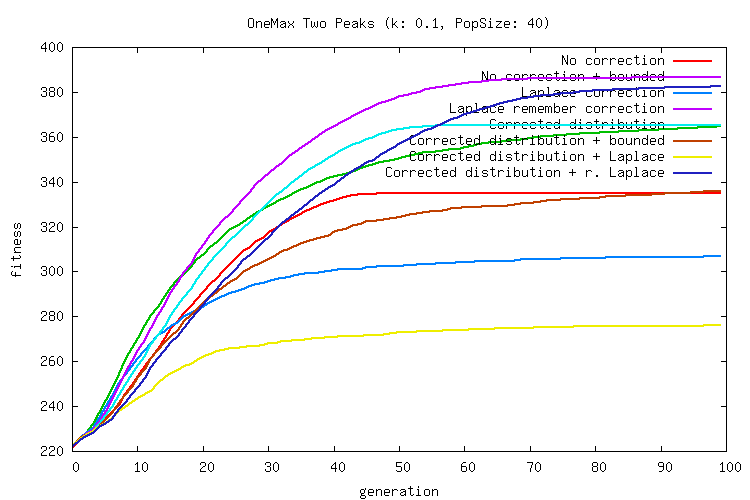 OneMax Two Peaks (k: 0.1, PopSize: 40)
400
380
360
340
320
300
280
260
240
220
fitness
No correction
No correction + bounded
Laplace correction
Laplace remember correction
Corrected distribution
Corrected distribution + bounded
Corrected distribution + Laplace
Corrected distribution + r. Laplace
0 10 20 30 40 50 60 70 80 90 100
generation